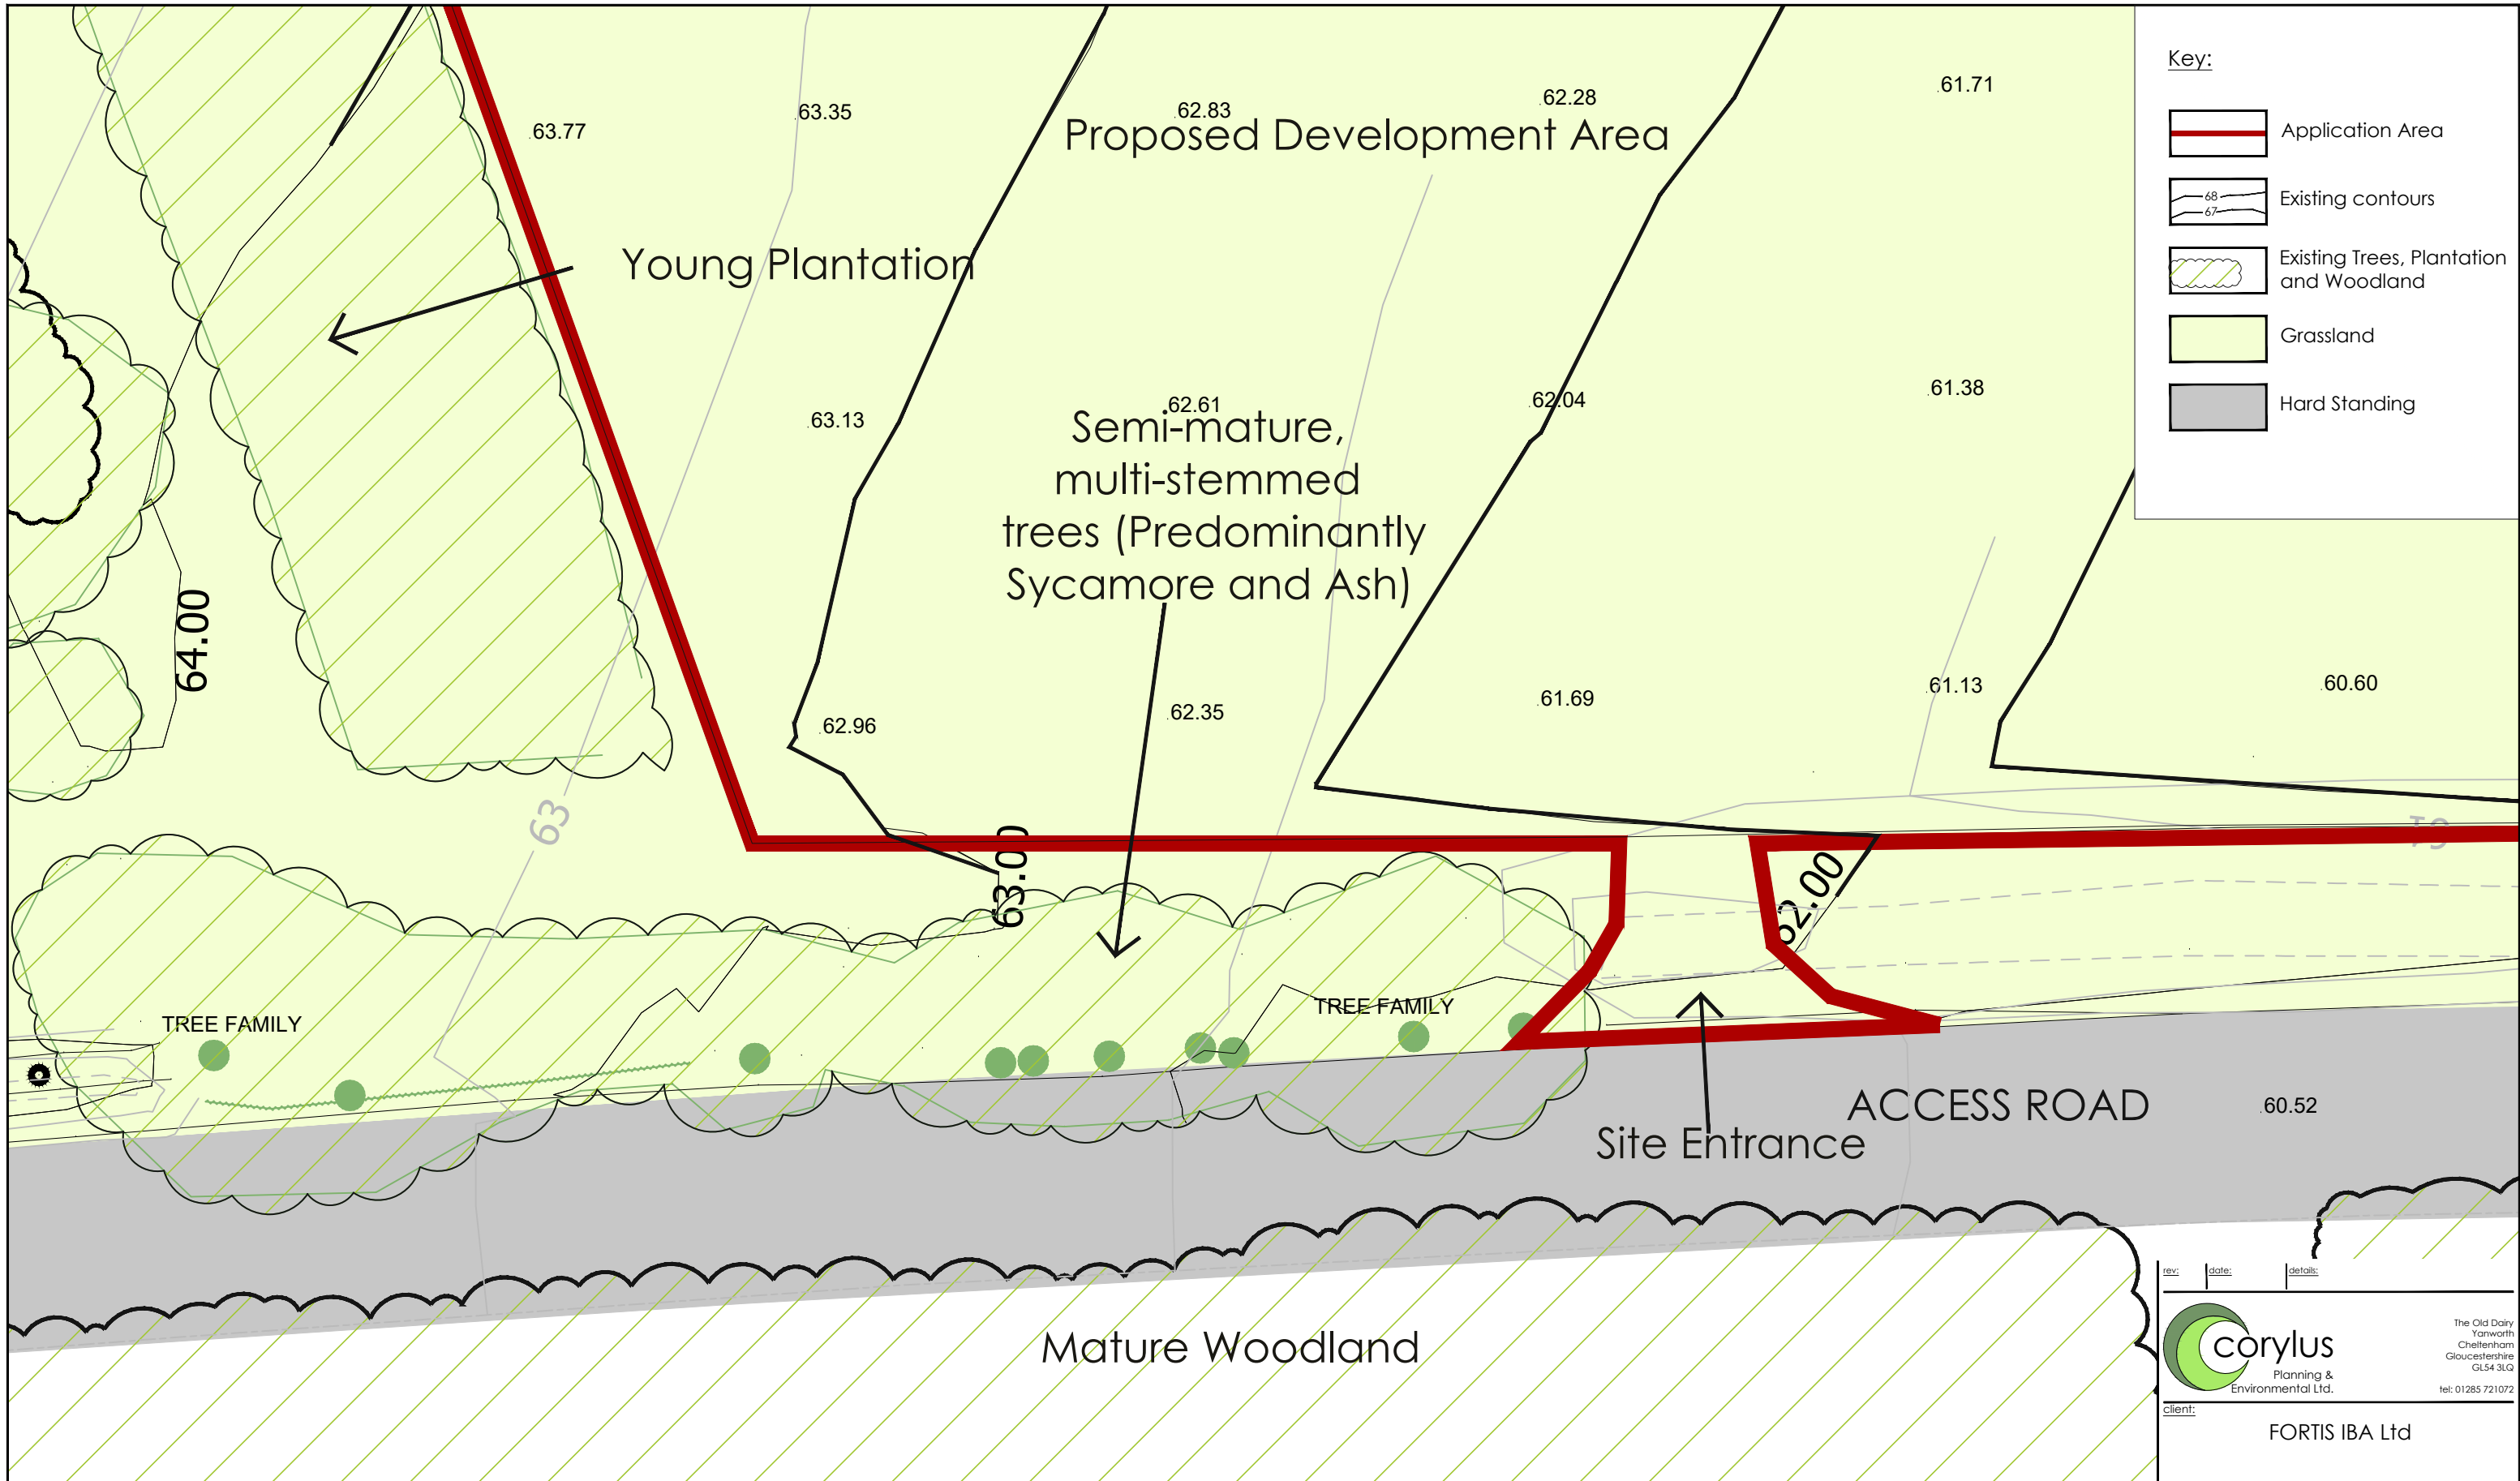 63.77
63.35
62.83
62.28
61.71
Proposed Development Area
Young Plantation
63.13
62.61
62.04
61.38
Semi-mature,
multi-stemmed
trees (Predominantly
Sycamore and Ash)
64.00
62.96
62.35
61.69
61.13
60.60
63
63.00
62.00
61
TREE FAMILY
TREE FAMILY
ACCESS ROAD
60.52
Site Entrance
Mature Woodland
Key:
Application Area
68
67
Existing contours
Existing Trees, Plantation
and Woodland
Grassland
Hard Standing
rev: date: details:
corylus
Planning &
Environmental Ltd.
The Old Dairy
Yanworth
Cheltenham
Gloucestershire
GL54 3LQ
tel: 01285 721072
client:
FORTIS IBA Ltd